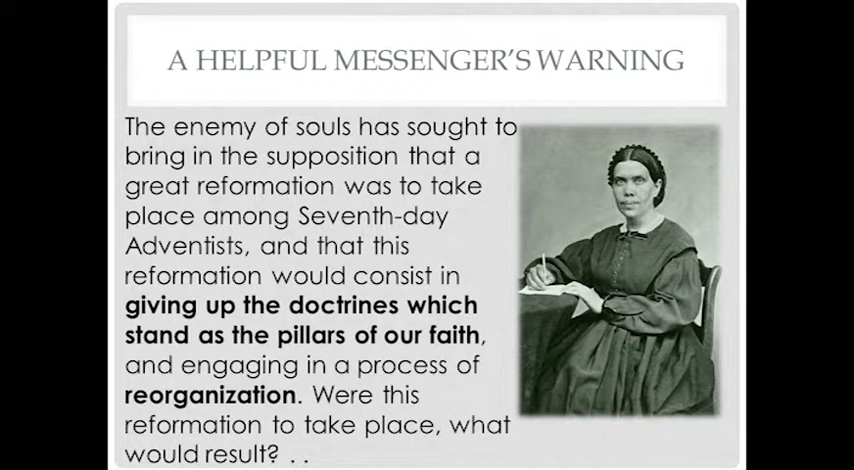 A HELPFUL MESSENGER'S WARNING
The enemy of souls has sought to
bring in the supposition that a
great reformation was to take
place among Seventh-day
Adventists, and that this
reformation would consist in
giving up the doctrines which
stand as the pillars of our faith,
and engaging in a process of
reorganization. Were this
reformation to take place, what
would result? . .